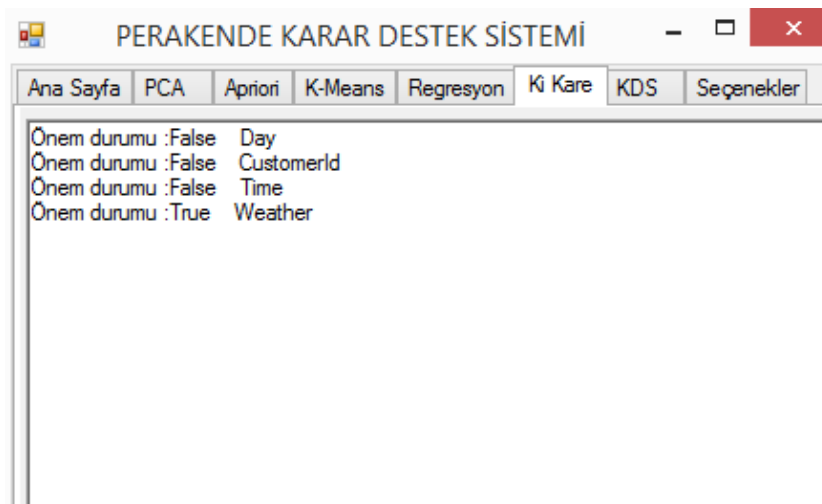 PERAKENDE KARAR DESTEK SİSTEMİ
Ana Sayfa PCA Apriori K-Means Regresyon Ki Kare KDS Seçenekler
Önem durumu :False Day
Önem durumu :False CustomerId
Önem durumu :False Time
Önem durumu :True Weather